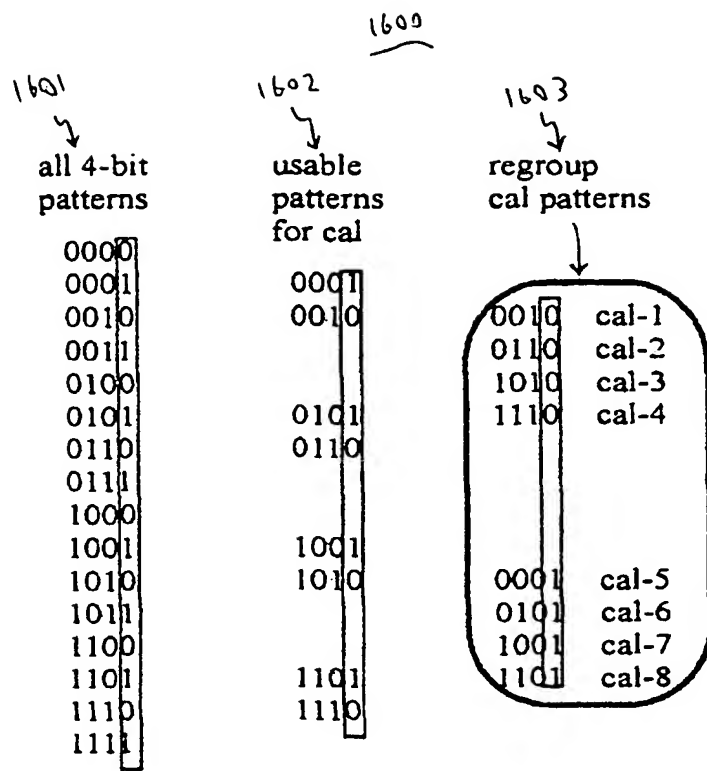 1600
1601
all 4-bit
patterns
0000
0001
0010
0011
0100
0101
0110
0111
1000
1001
1010
1011
1100
1101
1110
1111
1602
usable
patterns
for cal
0001
0010
0101
0110
1001
1010
1101
1110
1603
regroup
cal patterns
0010 cal-1
0110 cal-2
1010 cal-3
1110 cal-4
0001 cal-5
0101 cal-6
1001 cal-7
1101 cal-8